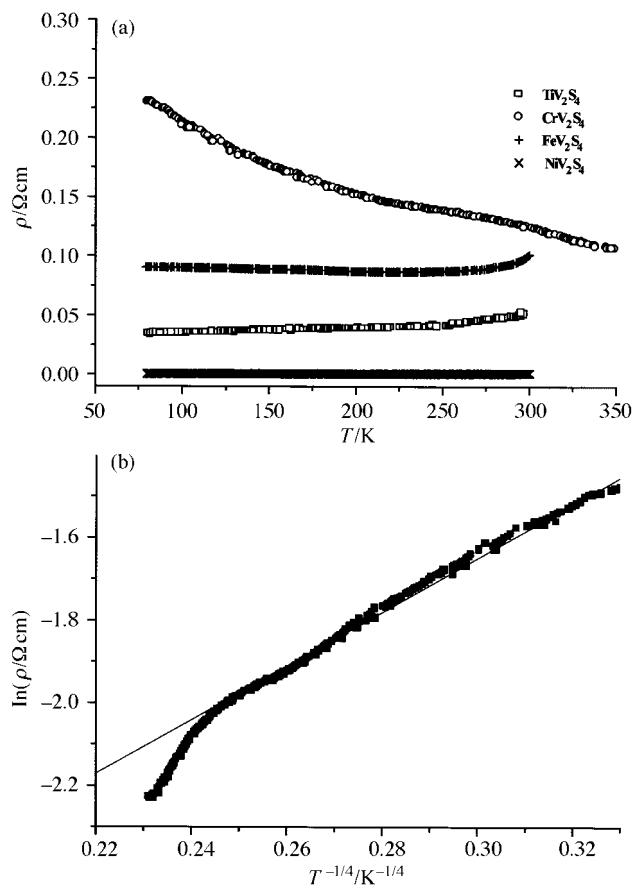 (a)
0.30
0.25
0.20
0.15
0.10
0.05
0.00
ρ/Ωcm
TiV₂S₄
CrV₂S₄
FeV₂S₄
NiV₂S₄
50 100 150 200 250 300 350
T/K
(b)
−1.6
−1.8
−2.0
−2.2
ln(ρ/Ωcm)
0.22 0.24 0.26 0.28 0.30 0.32
T⁻¹/⁴/K⁻¹/⁴